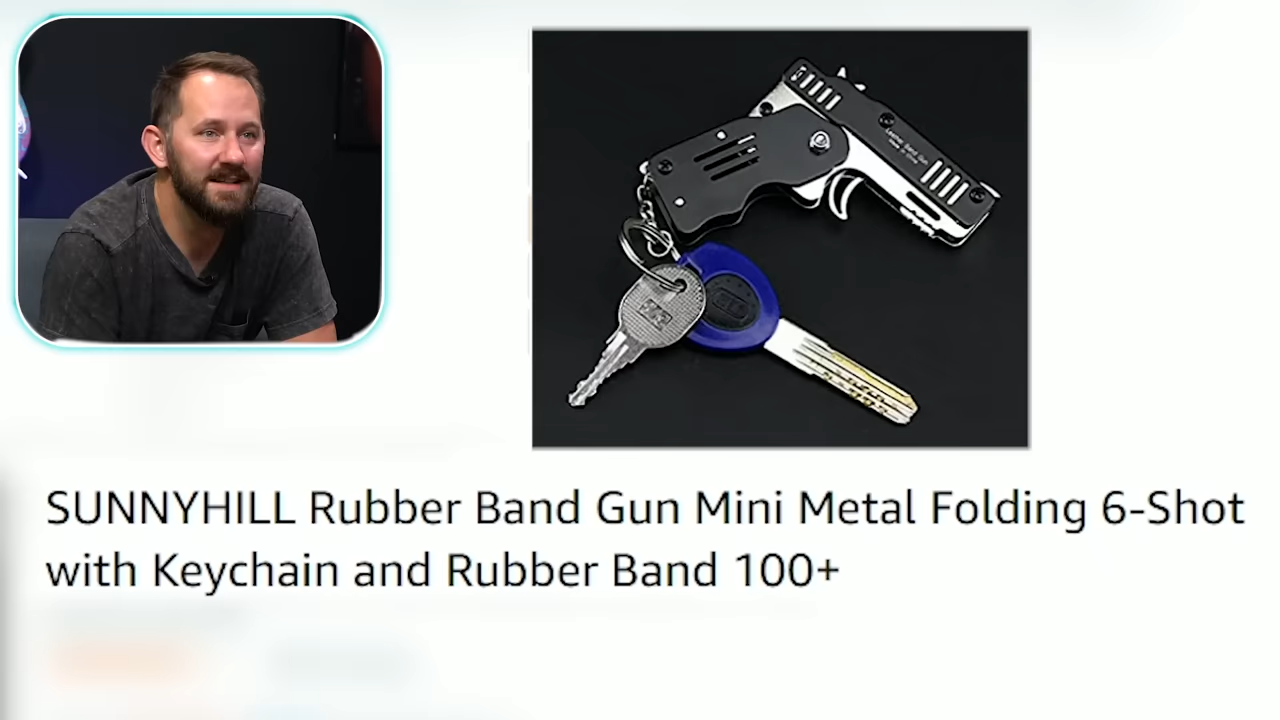 SUNNYHILL Rubber Band Gun Mini Metal Folding 6-Shot
with Keychain and Rubber Band 100+